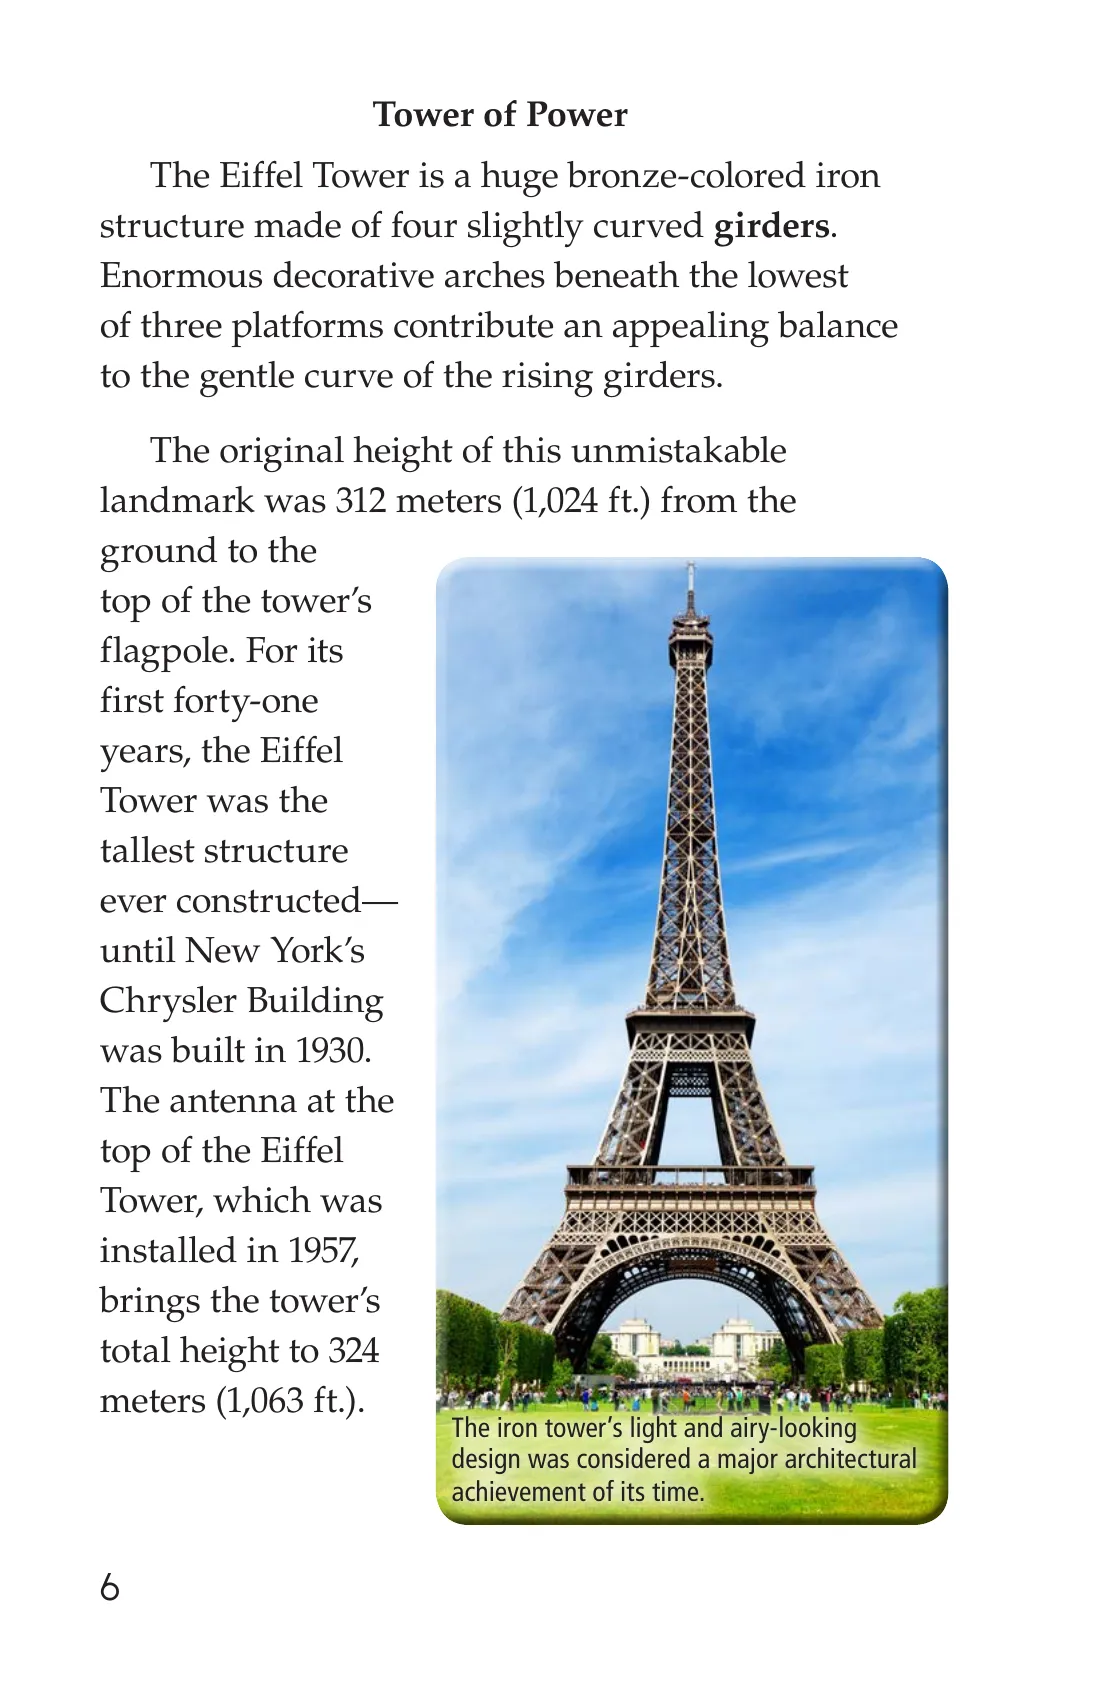 Tower of Power
The Eiffel Tower is a huge bronze-colored iron
structure made of four slightly curved girders.
Enormous decorative arches beneath the lowest
of three platforms contribute an appealing balance
to the gentle curve of the rising girders.
The original height of this unmistakable
landmark was 312 meters (1,024 ft.) from the
ground to the
top of the tower’s
flagpole. For its
first forty-one
years, the Eiffel
Tower was the
tallest structure
ever constructed—
until New York’s
Chrysler Building
was built in 1930.
The antenna at the
top of the Eiffel
Tower, which was
installed in 1957,
brings the tower’s
total height to 324
meters (1,063 ft.).
The iron tower’s light and airy-looking
design was considered a major architectural
achievement of its time.
6